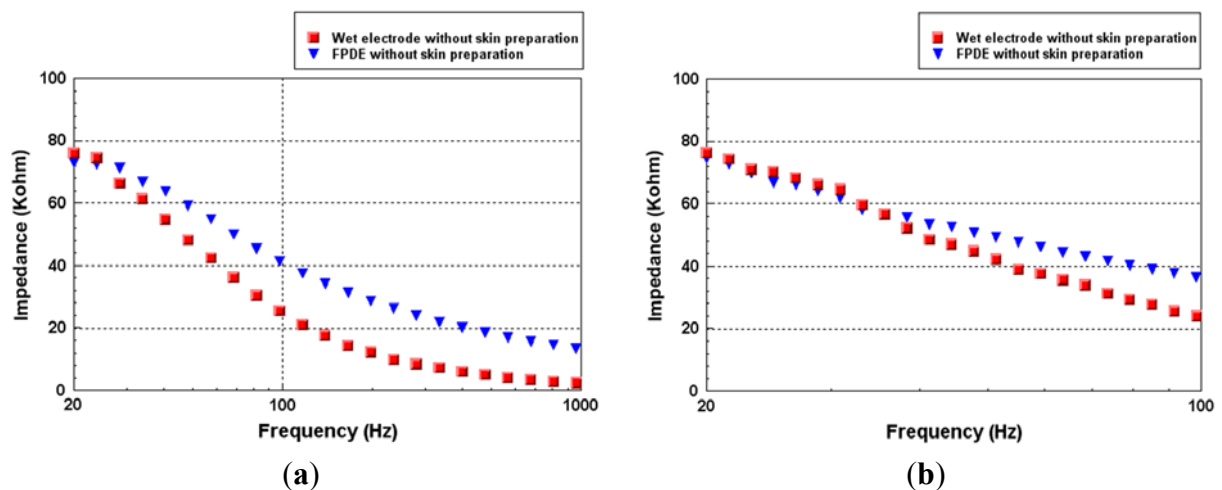 Wet electrode without skin preparation
FPDE without skin preparation
100
80
60
40
20
0
Impedance (Kohm)
20
100
1000
Frequency (Hz)
(a)
Wet electrode without skin preparation
FPDE without skin preparation
100
80
60
40
20
0
Impedance (Kohm)
20
100
Frequency (Hz)
(b)